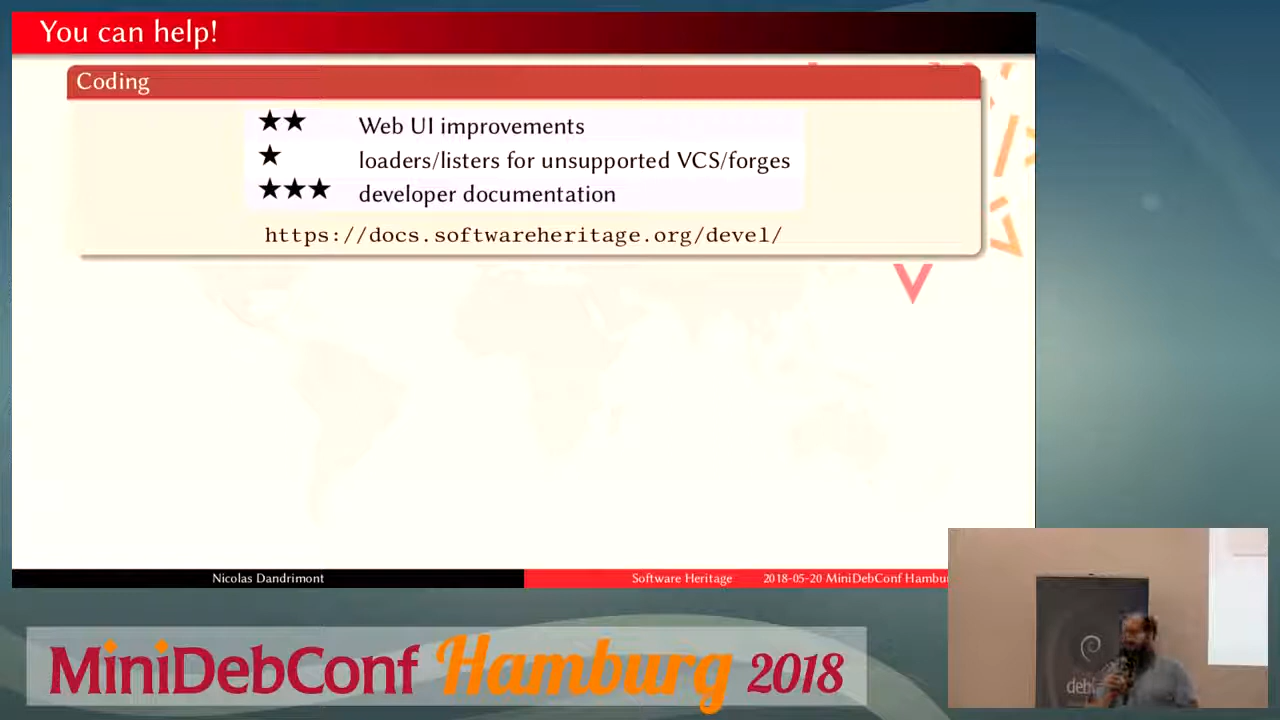 You can help!
Coding
★★ Web UI improvements
★ loaders/listers for unsupported VCS/forges
★★★ developer documentation
https://docs.softwareheritage.org/devel/
Nicolas Dandrimont
Software Heritage 2018-05-20 MiniDebConf
MiniDebConf Hamburg 2018